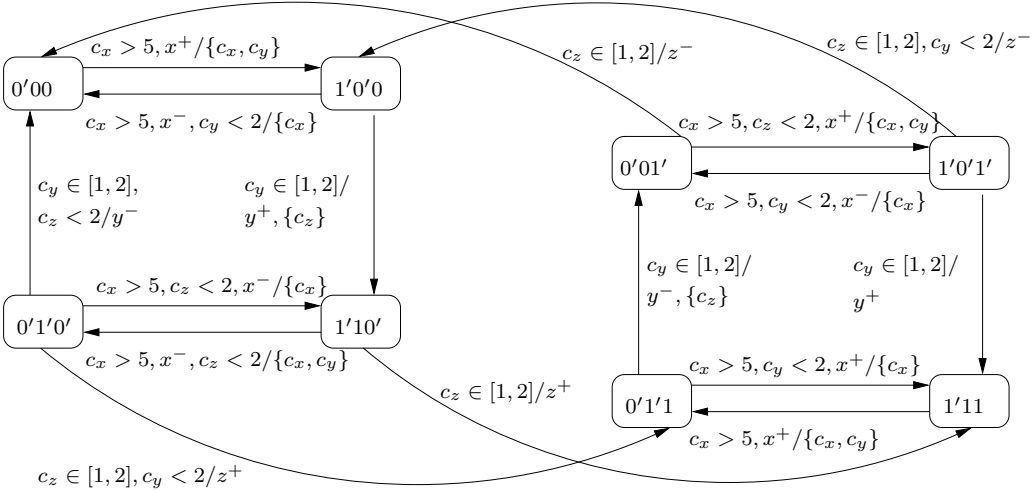 c_x > 5, x^+/{c_x, c_y}
c_z ∈ [1, 2]/z^-
c_z ∈ [1, 2], c_y < 2/z^-
0′00
1′0′0
c_x > 5, x^-, c_y < 2/{c_x}
c_x > 5, c_z < 2, x^+/{c_x, c_y}
0′01′
1′0′1′
c_x > 5, c_y < 2, x^-/{c_x}
c_y ∈ [1, 2],
c_z < 2/y^-
c_y ∈ [1, 2]/
y^+, {c_z}
c_y ∈ [1, 2]/
y^-, {c_z}
c_y ∈ [1, 2]/
y^+
c_x > 5, c_z < 2, x^-/{c_x}
0′1′0′
1′10′
c_x > 5, x^-, c_z < 2/{c_x, c_y}
c_x > 5, c_y < 2, x^+/{c_x}
c_z ∈ [1, 2]/z^+
0′1′1
1′11
c_x > 5, x^+/{c_x, c_y}
c_z ∈ [1, 2], c_y < 2/z^+